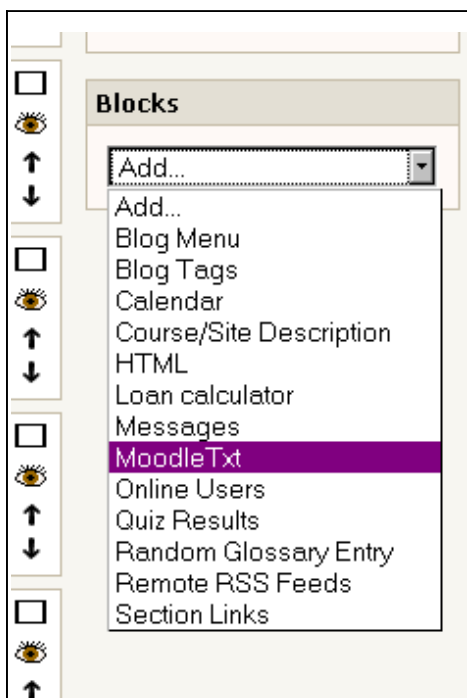 Blocks
Add...
Add...
Blog Menu
Blog Tags
Calendar
Course/Site Description
HTML
Loan calculator
Messages
MoodleTxt
Online Users
Quiz Results
Random Glossary Entry
Remote RSS Feeds
Section Links